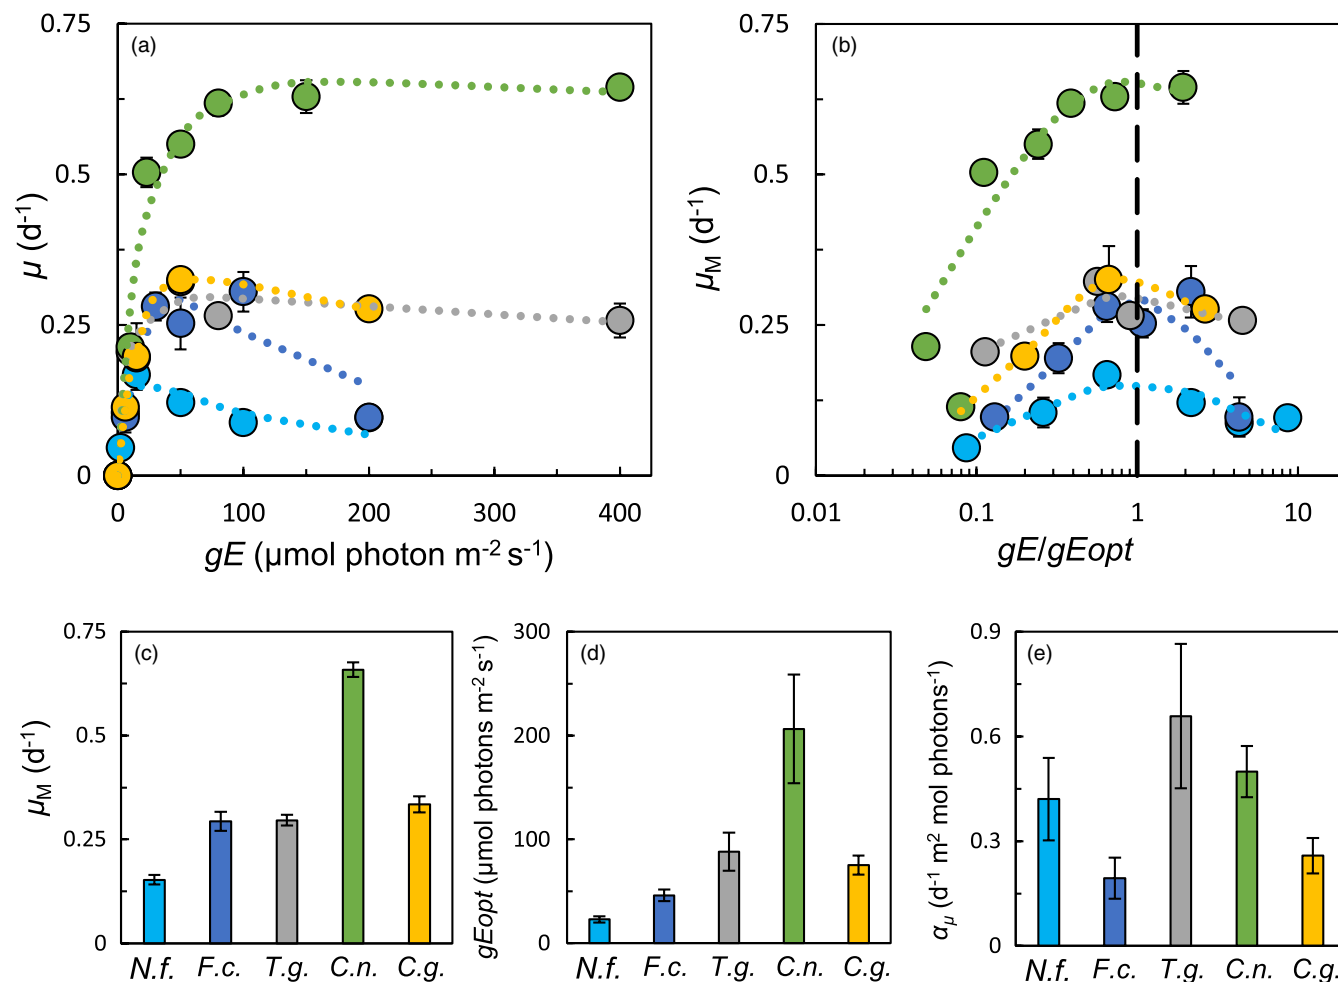 (a)
0.75
0.5
0.25
0
μ (d-1)
0 100 200 300 400
gE (μmol photon m-2 s-1)
(b)
0.75
0.5
0.25
0
μM (d-1)
0.01 0.1 1 10
gE/gEopt
(c)
0.75
0.5
0.25
0
μM (d-1)
N.f. F.c. T.g. C.n. C.g.
(d)
300
200
100
0
gEopt (μmol photons m-2 s-1)
N.f. F.c. T.g. C.n. C.g.
(e)
0.9
0.6
0.3
0
αμ (d-1 m2 mol photons-1)
N.f. F.c. T.g. C.n. C.g.